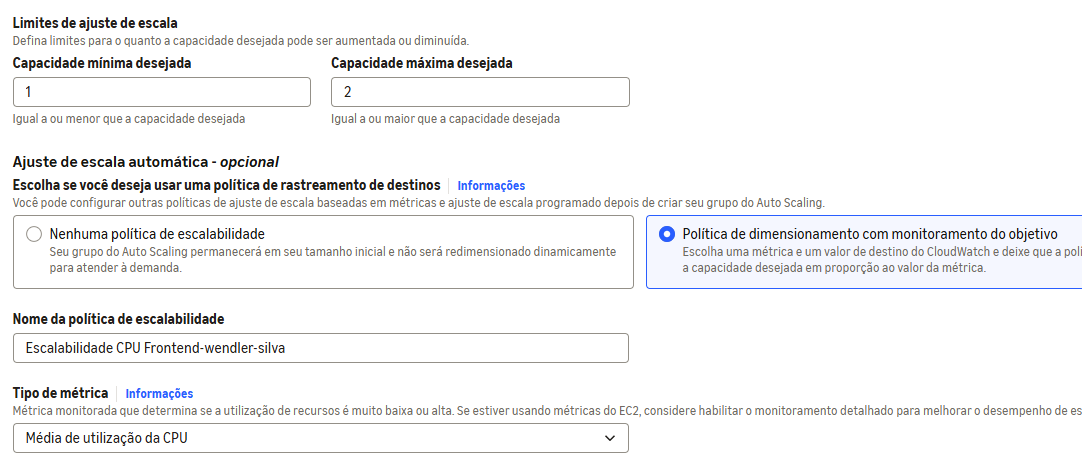 Limites de ajuste de escala
Defina limites para o quanto a capacidade desejada pode ser aumentada ou diminuída.
Capacidade mínima desejada
Capacidade máxima desejada
1
2
Igual a ou menor que a capacidade desejada
Igual a ou maior que a capacidade desejada
Ajuste de escala automática - opcional
Escolha se você deseja usar uma política de rastreamento de destinos
Informações
Você pode configurar outras políticas de ajuste de escala baseadas em métricas e ajuste de escala programado depois de criar seu grupo do Auto Scaling.
Nenhuma política de escalabilidade
Seu grupo do Auto Scaling permanecerá em seu tamanho inicial e não será redimensionado dinamicamente
para atender à demanda.
Política de dimensionamento com monitoramento do objetivo
Escolha uma métrica e um valor de destino do CloudWatch e deixe que a polí
a capacidade desejada em proporção ao valor da métrica.
Nome da política de escalabilidade
Escalabilidade CPU Frontend-wendler-silva
Tipo de métrica
Informações
Métrica monitorada que determina se a utilização de recursos é muito baixa ou alta. Se estiver usando métricas do EC2, considere habilitar o monitoramento detalhado para melhorar o desempenho de es
Média de utilização da CPU